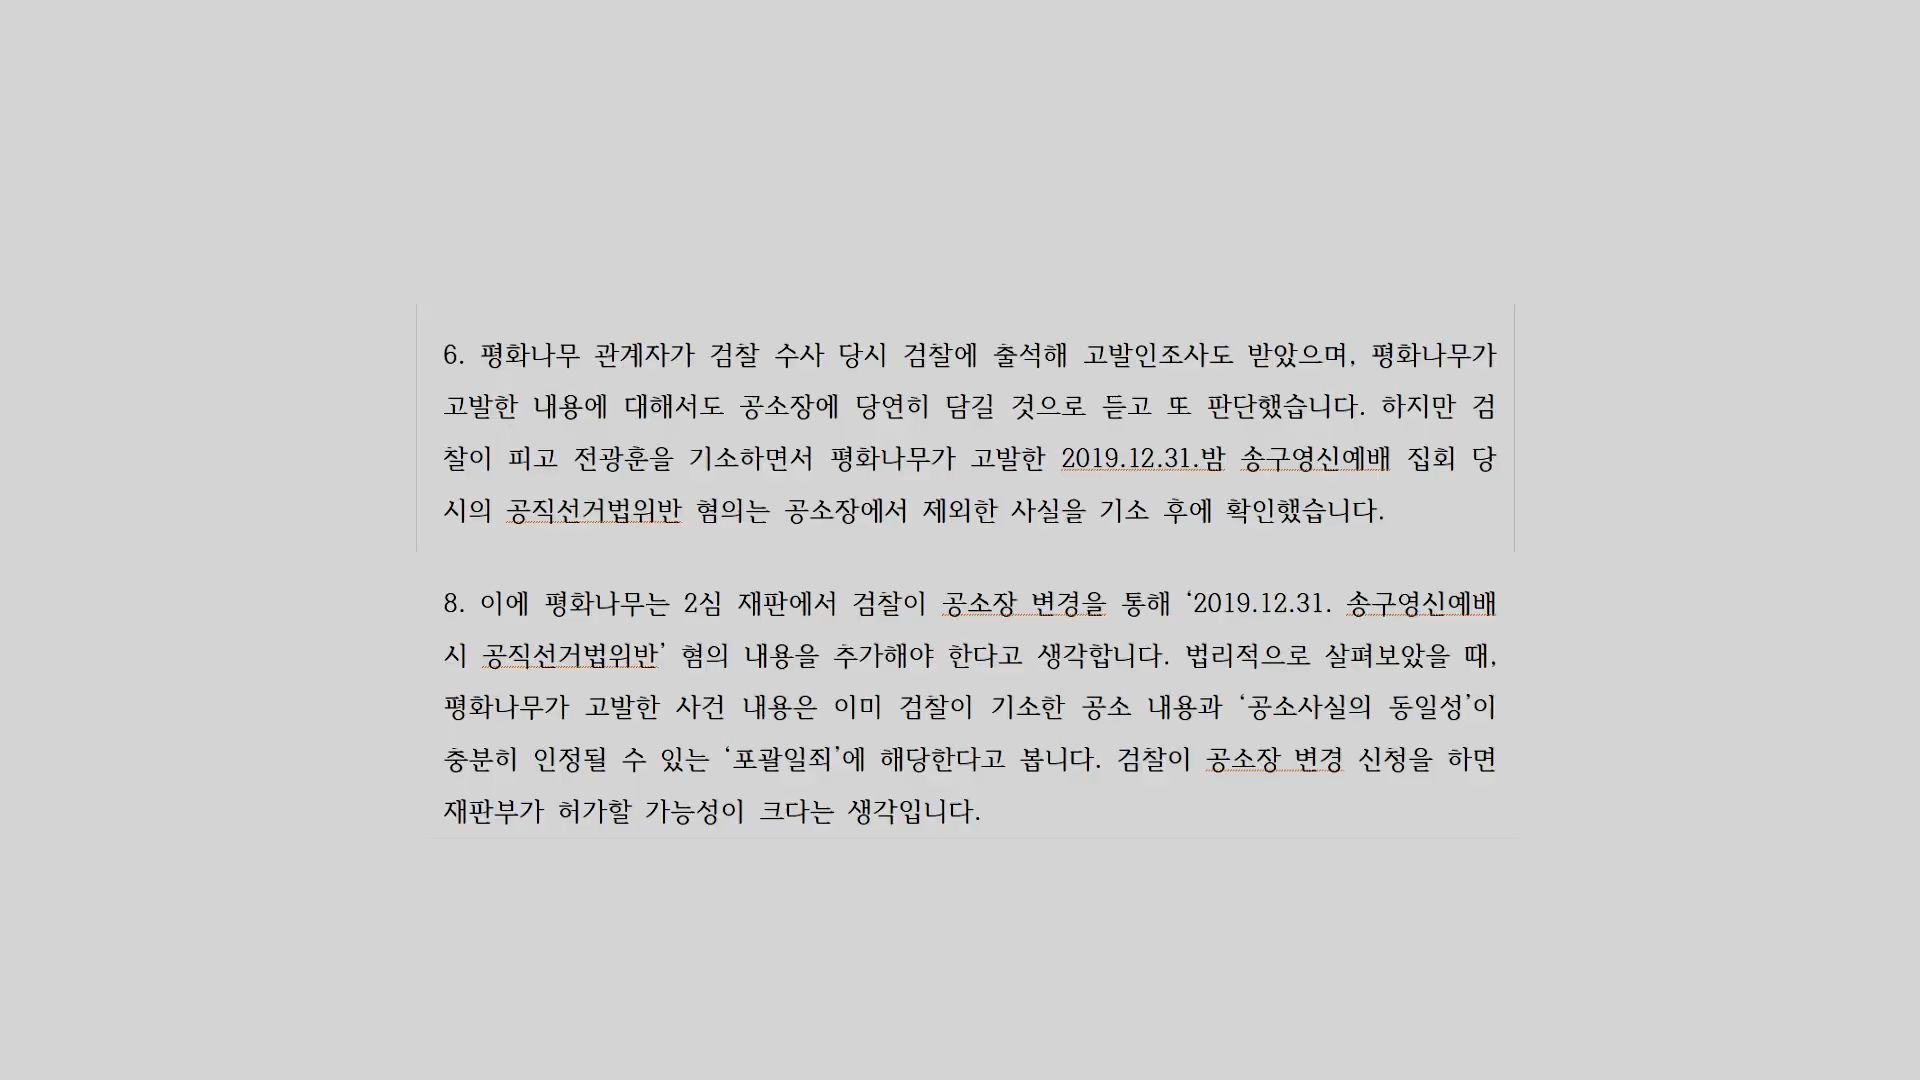 6. 평화나무 관계자가 검찰 수사 당시 검찰에 출석해 고발인조사도 받았으며, 평화나무가
고발한 내용에 대해서도 공소장에 당연히 담길 것으로 듣고 또 판단했습니다. 하지만 검
찰이 피고 전광훈을 기소하면서 평화나무가 고발한 2019.12.31.밤 송구영신예배 집회 당
시의 공직선거법위반 혐의는 공소장에서 제외한 사실을 기소 후에 확인했습니다.
8. 이에 평화나무는 2심 재판에서 검찰이 공소장 변경을 통해 ‘2019.12.31. 송구영신예배
시 공직선거법위반’ 혐의 내용을 추가해야 한다고 생각합니다. 법리적으로 살펴보았을 때,
평화나무가 고발한 사건 내용은 이미 검찰이 기소한 공소 내용과 ‘공소사실의 동일성’이
충분히 인정될 수 있는 ‘포괄일죄’에 해당한다고 봅니다. 검찰이 공소장 변경 신청을 하면
재판부가 허가할 가능성이 크다는 생각입니다.